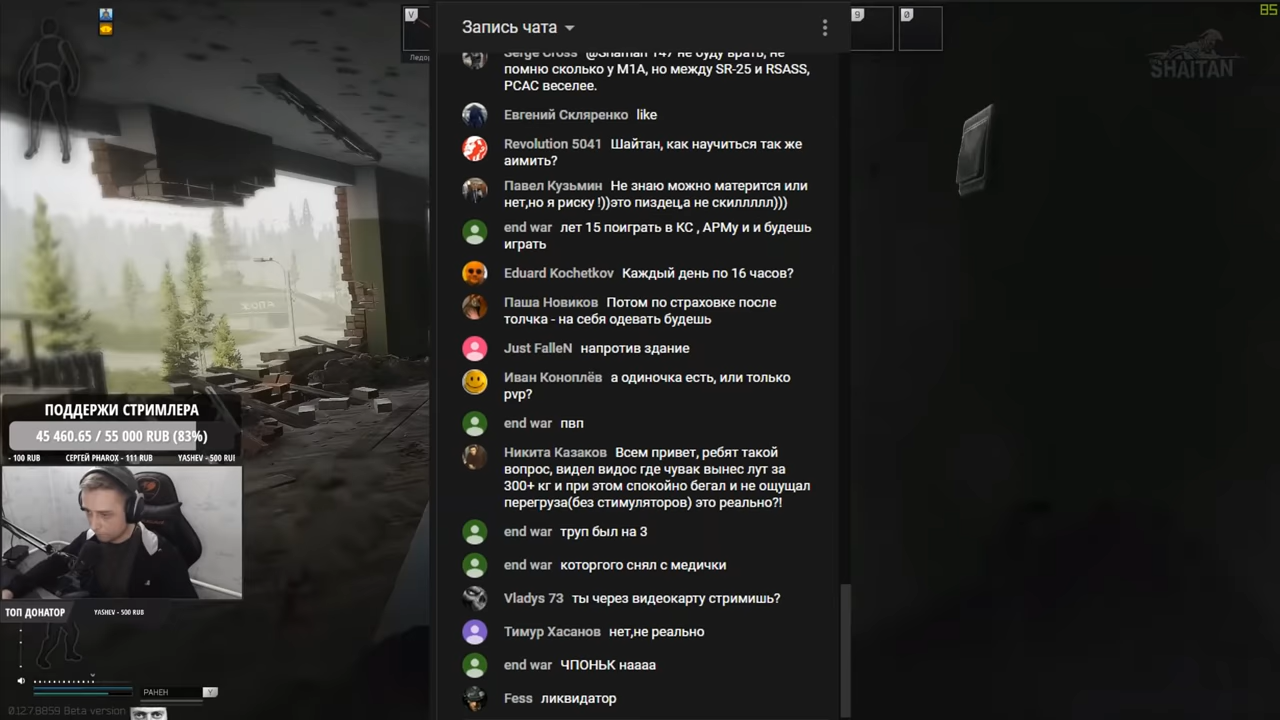 V
Ледор
Запись чата
9
0
85
SHAITAN
Serge Cross @Shaman 147 не буду врать, не
помню сколько у M1A, но между SR-25 и RSASS,
РСАС веселее.
Евгений Скляренко like
Revolution 5041 Шайтан, как научиться так же
аимить?
Павел Кузьмин Не знаю можно матерится или
нет,но я риску !))это пиздец,а не скиллллл)))
end war лет 15 поиграть в КС , АРМу и и будешь
играть
Eduard Kochetkov Каждый день по 16 часов?
Паша Новиков Потом по страховке после
толчка - на себя одевать будешь
Just FalleN напротив здание
Иван Коноплёв а одиночка есть, или только
pvp?
end war пвп
Никита Казаков Всем привет, ребят такой
вопрос, видел видос где чувак вынес лут за
300+ кг и при этом спокойно бегал и не ощущал
перегруза(без стимуляторов) это реально?!
end war труп был на 3
end war которгого снял с медички
Vladys 73 ты через видеокарту стримишь?
Тимур Хасанов нет,не реально
end war ЧПОНЬК наааа
Fess ликвидатор
ПОДДЕРЖИ СТРИМЛЕРА
45 460.65 / 55 000 RUB (83%)
- 100 RUB СЕРГЕЙ PHAROX - 111 RUB YASHEV - 500 RUI
ТОП ДОНАТОР YASHEV - 500 RUB
РАНЕН Y
0.12.7.8859 Beta version